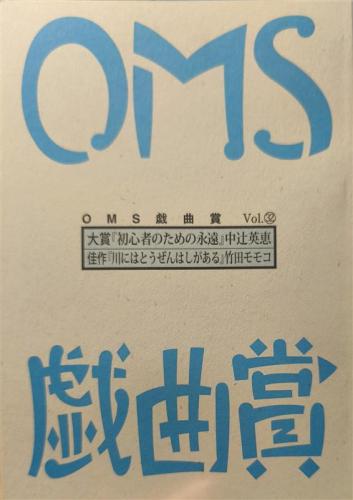 OMS
OMS戯曲賞 Vol.㉜
大賞『初心者のための永遠』中辻英恵
佳作『川にはとうぜんはしがある』竹田モモコ
戯曲賞